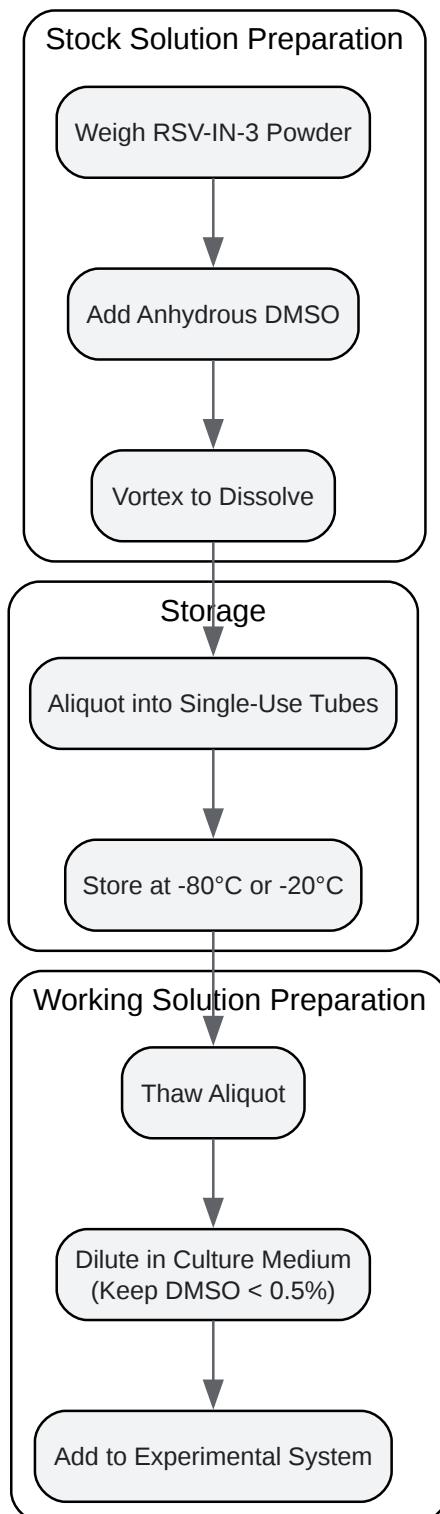 Stock Solution Preparation
Weigh RSV-IN-3 Powder
Add Anhydrous DMSO
Vortex to Dissolve
Storage
Aliquot into Single-Use Tubes
Store at -80°C or -20°C
Working Solution Preparation
Thaw Aliquot
Dilute in Culture Medium
(Keep DMSO < 0.5%)
Add to Experimental System